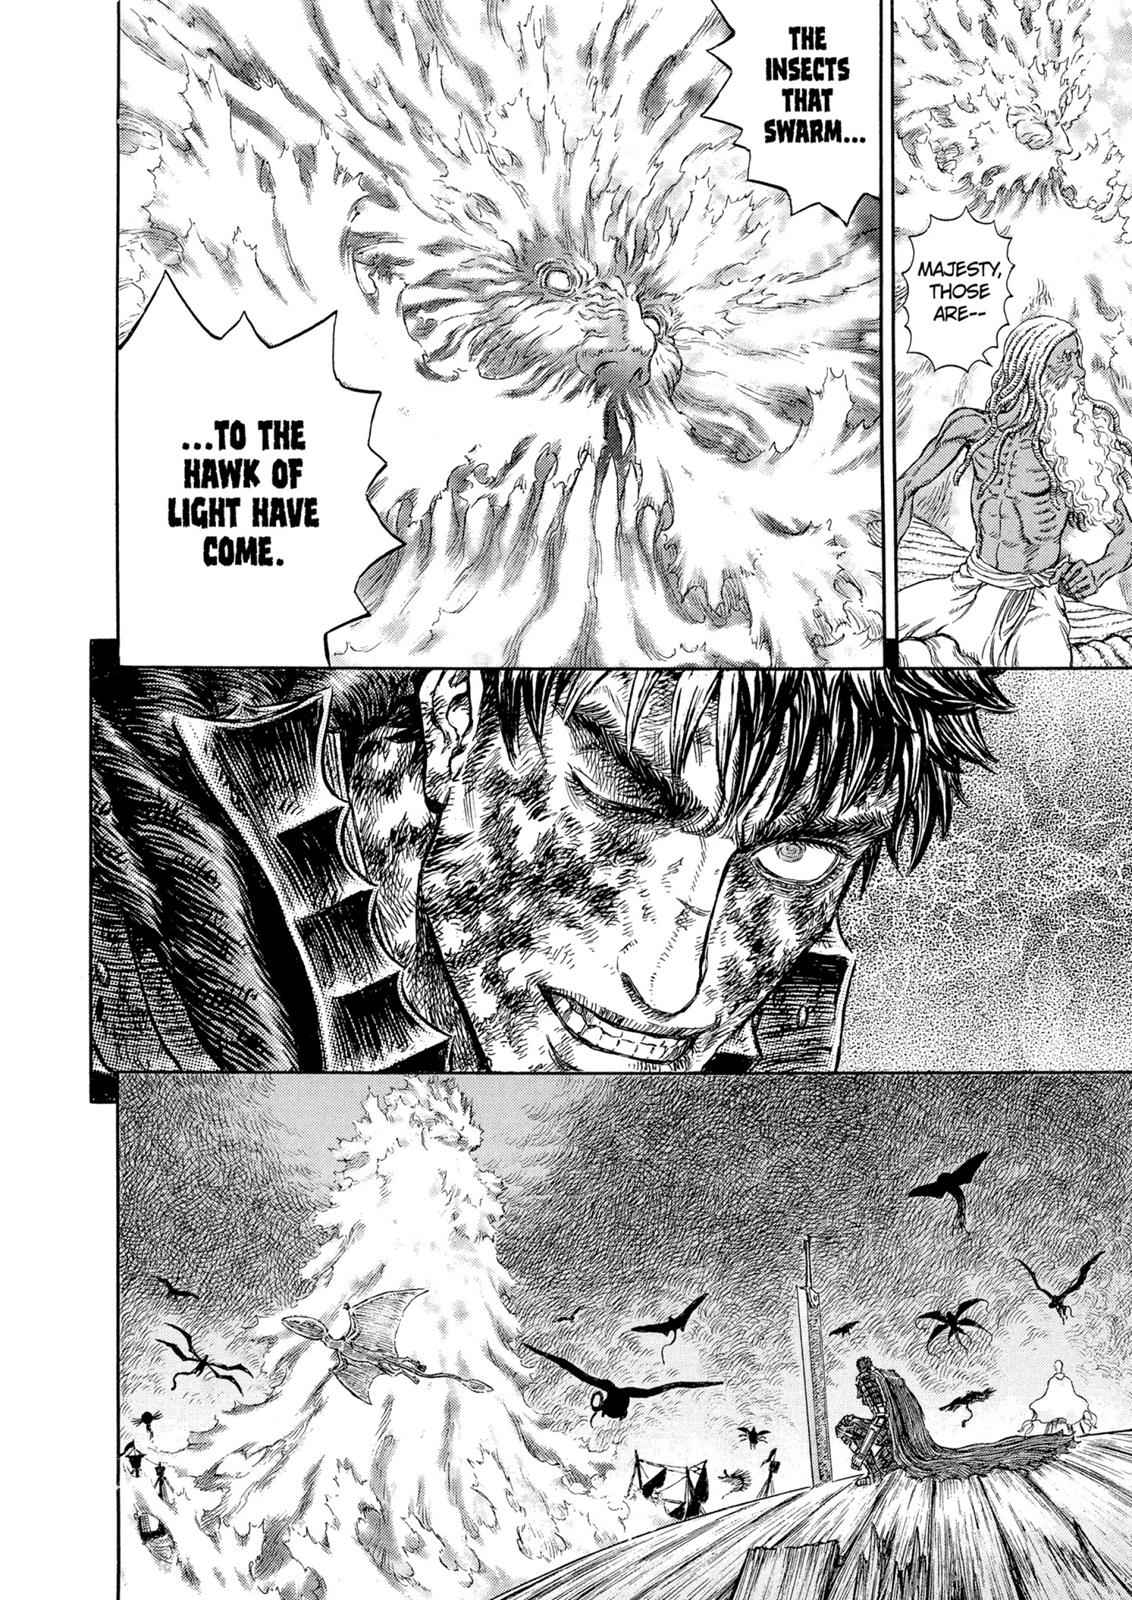 MAJESTY,
THOSE
ARE--
THE
INSECTS
THAT
SWARM...
...TO THE
HAWK OF
LIGHT HAVE
COME.